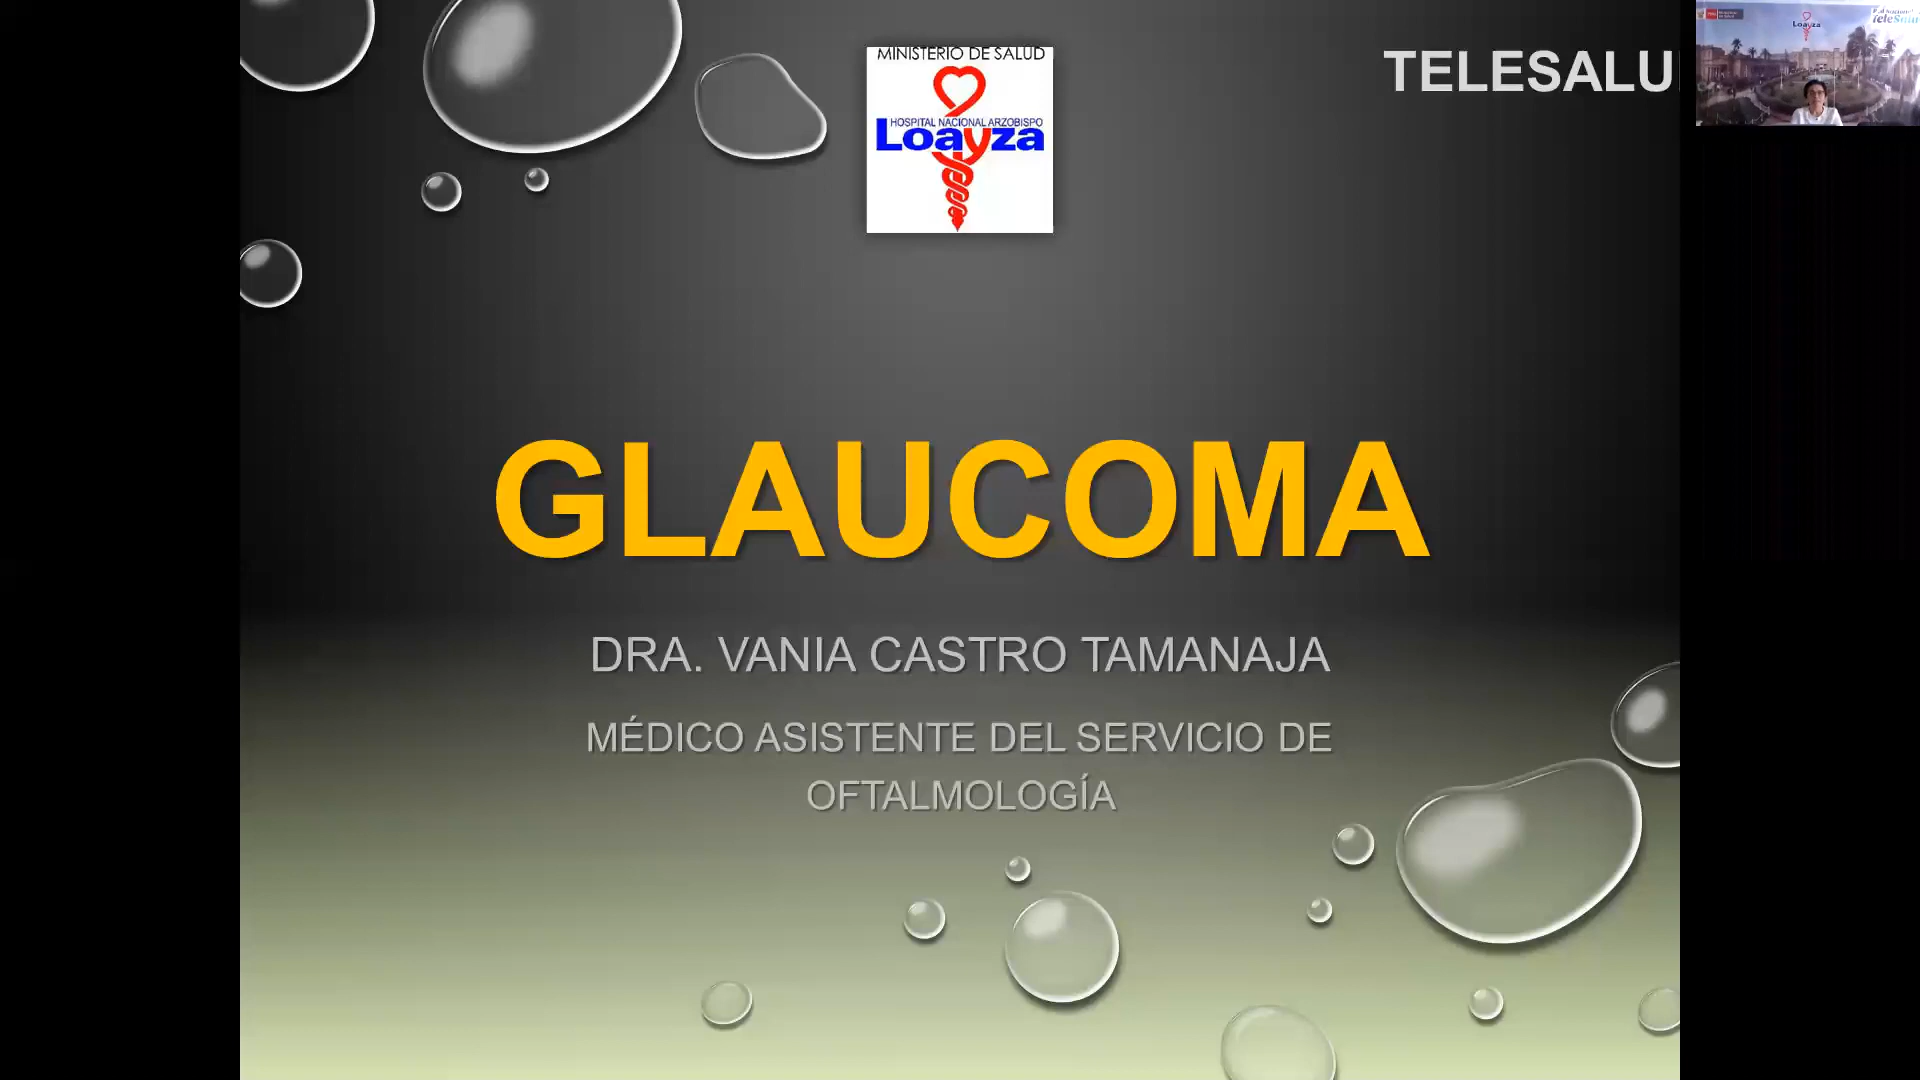 MINISTERIO DE SALUD
HOSPITAL NACIONAL ARZOBISPO
Loayza
TELESALU
Loayza
GLAUCOMA
DRA. VANIA CASTRO TAMANAJA
MÉDICO ASISTENTE DEL SERVICIO DE
OFTALMOLOGÍA